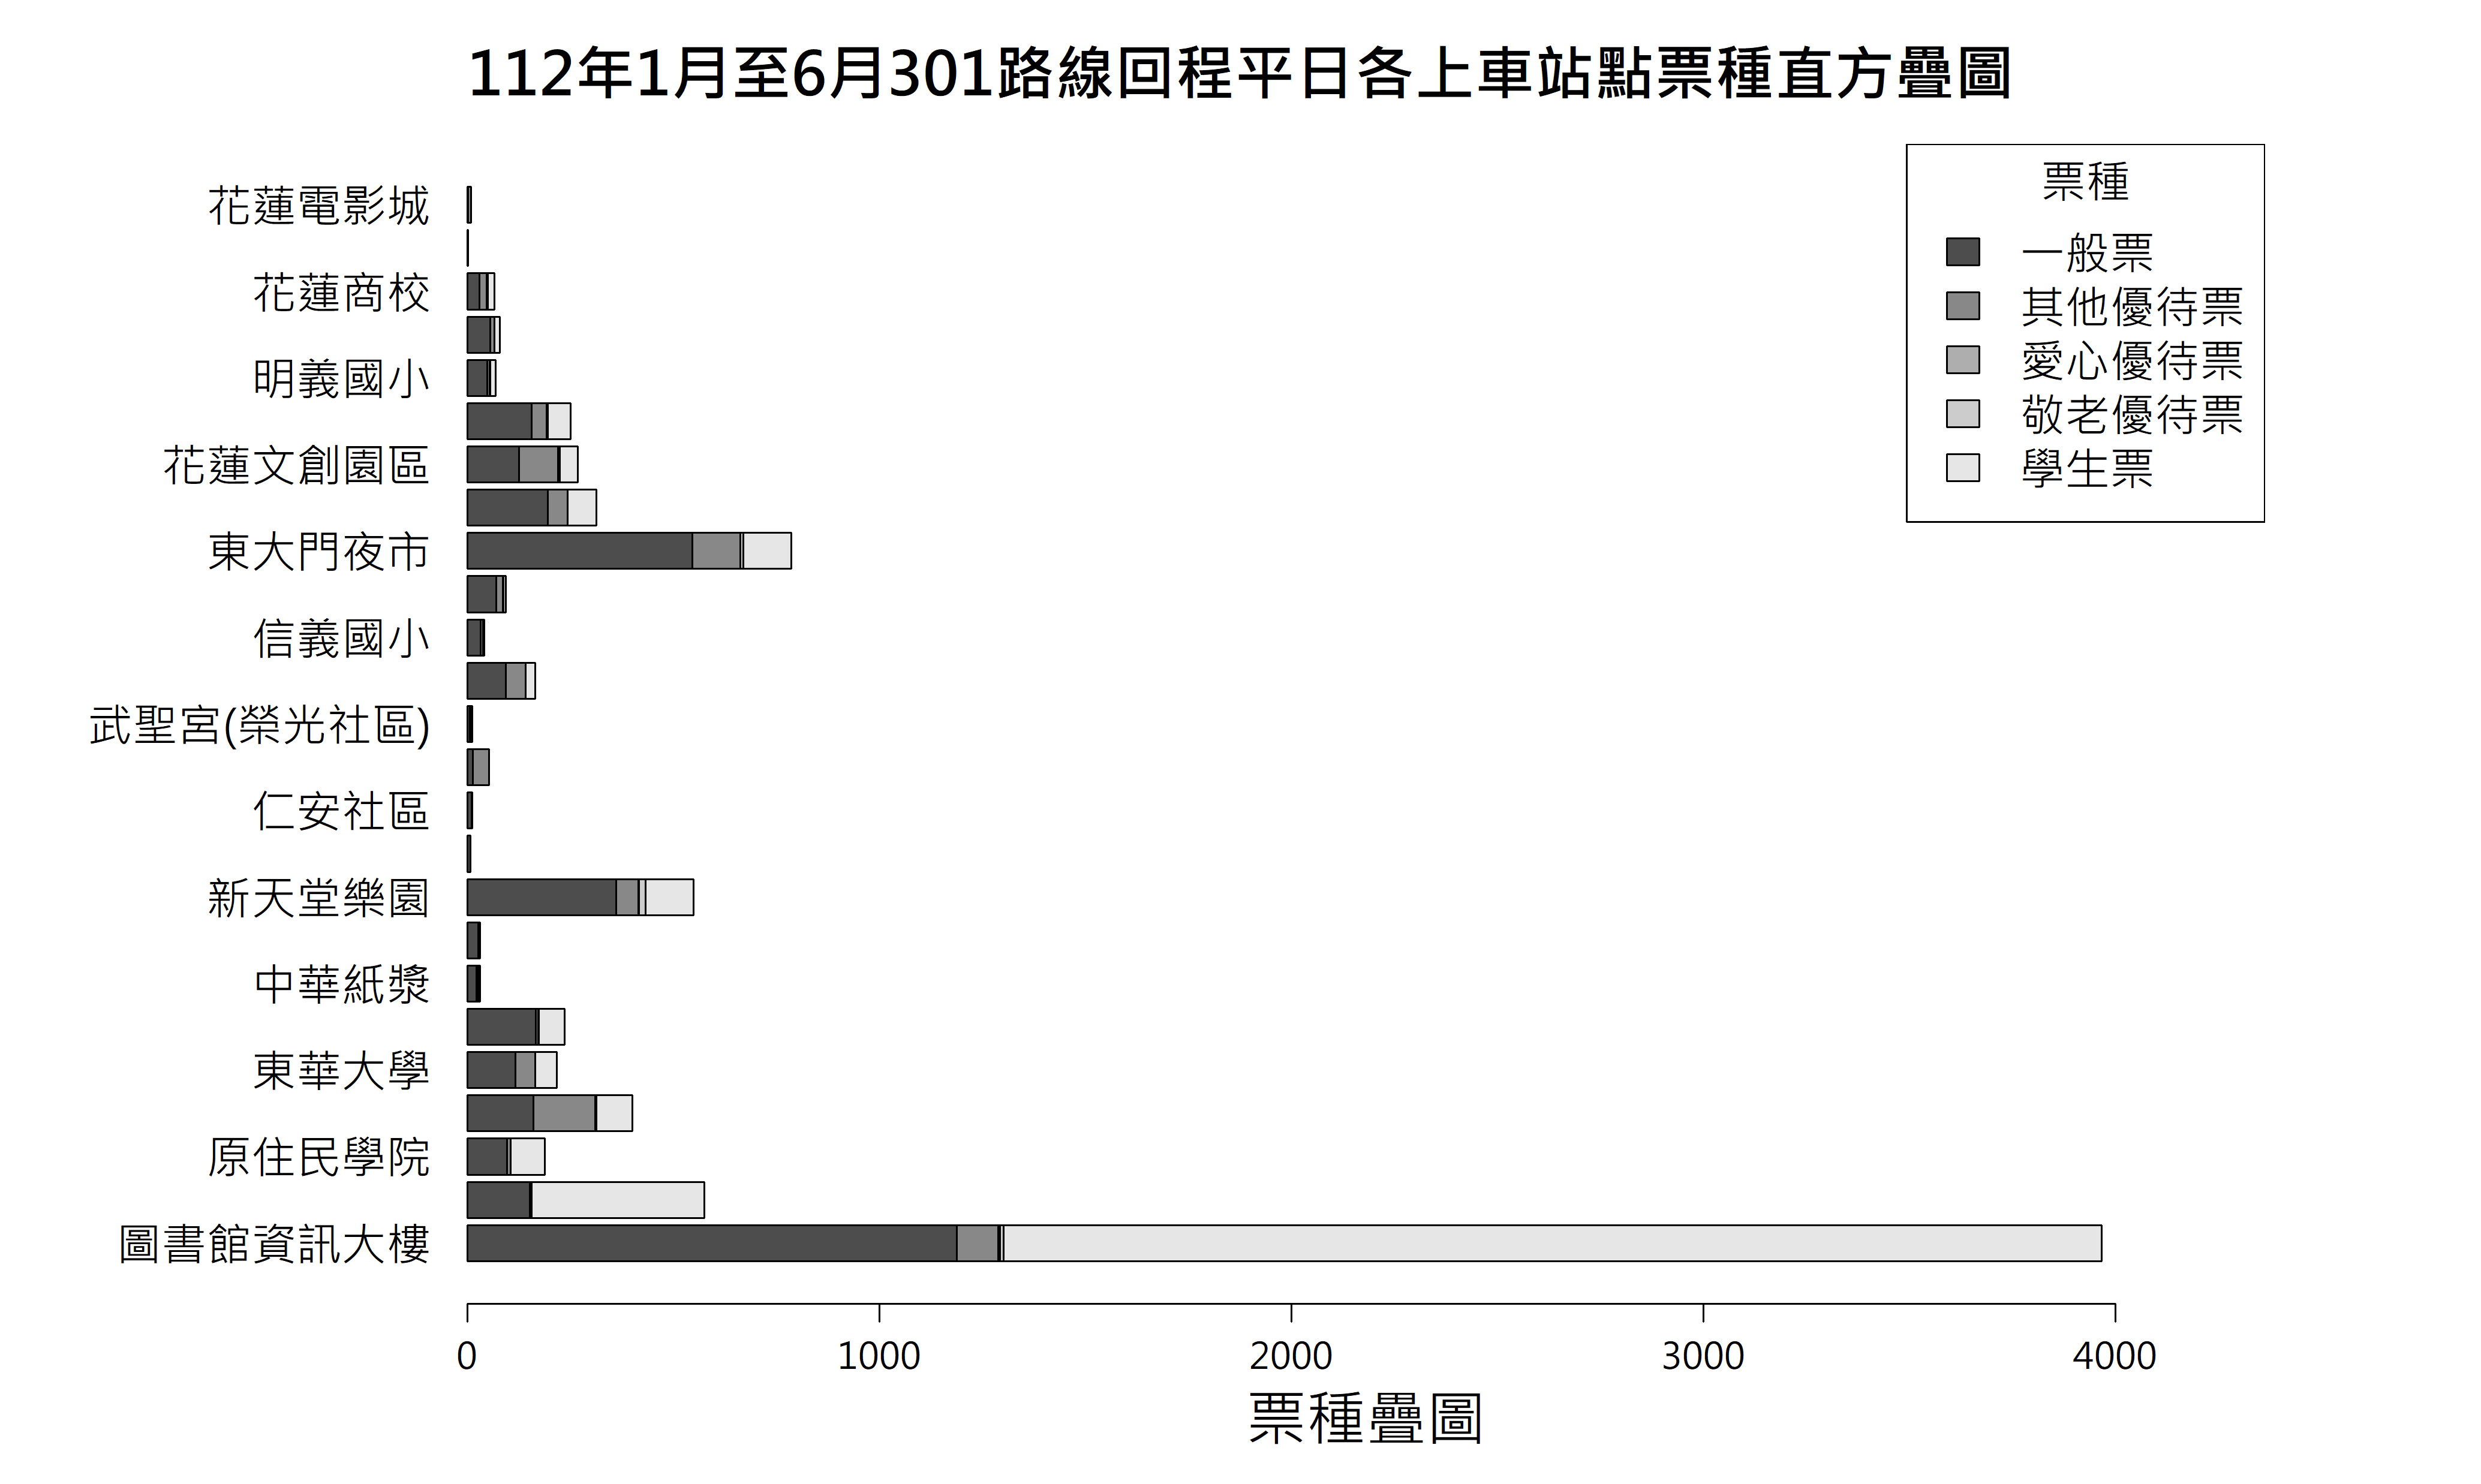 112年1月至6月301路線回程平日各上車站點票種直方疊圖
票種
一般票
其他優待票
愛心優待票
敬老優待票
學生票
花蓮電影城
花蓮商校
明義國小
花蓮文創園區
東大門夜市
信義國小
武聖宮(榮光社區)
仁安社區
新天堂樂園
中華紙漿
東華大學
原住民學院
圖書館資訊大樓
0 1000 2000 3000 4000
票種疊圖